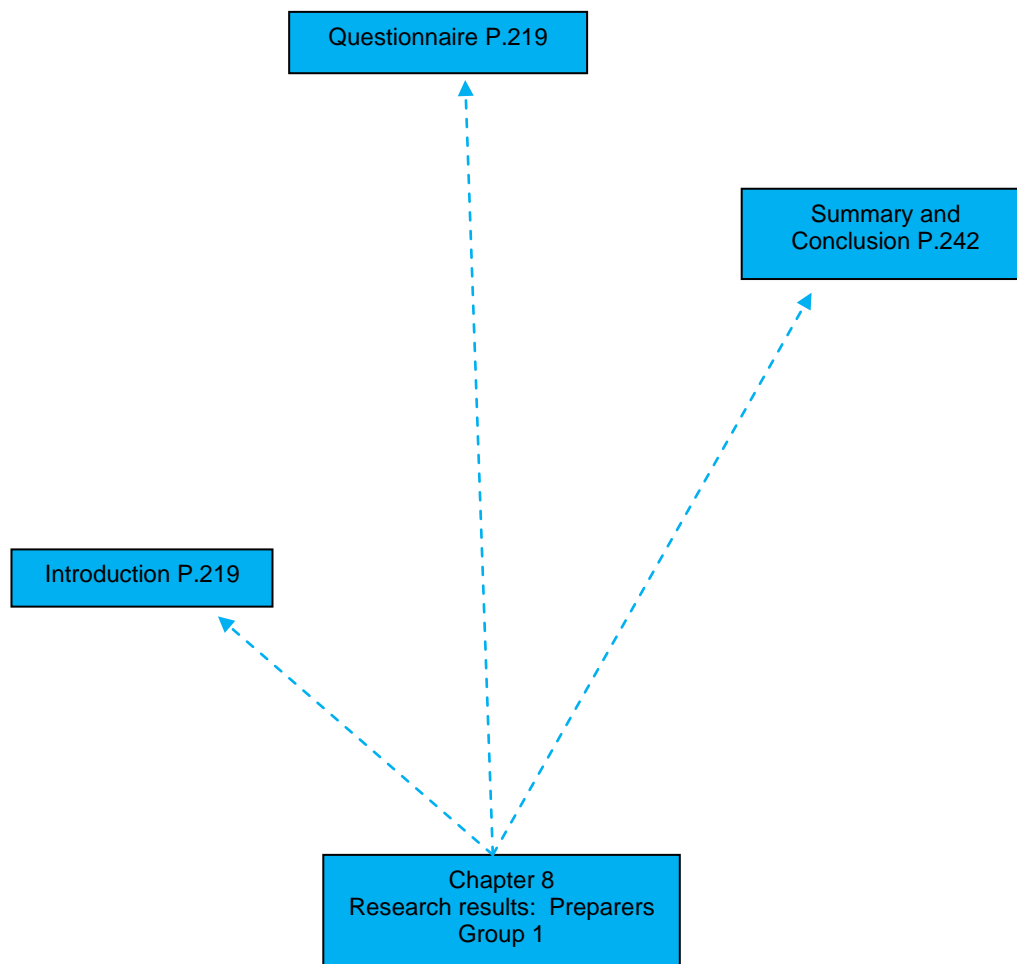 Questionnaire P.219
Summary and
Conclusion P.242
Introduction P.219
Chapter 8
Research results:  Preparers
Group 1